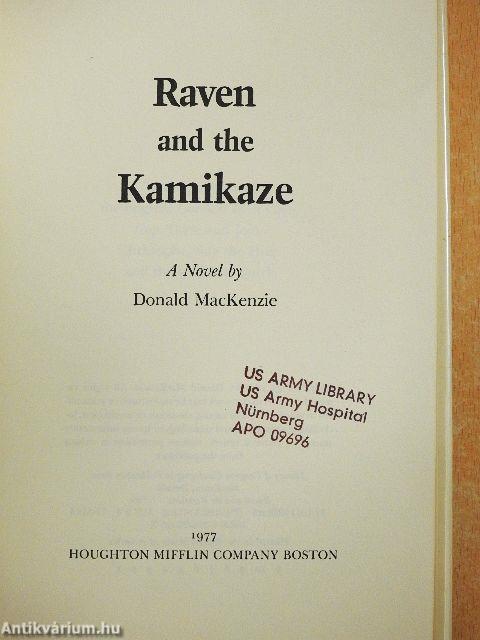 Raven
and the
Kamikaze
A Novel by
Donald MacKenzie
US ARMY LIBRARY
US Army Hospital
Nürnberg
APO 09696
1977
HOUGHTON MIFFLIN COMPANY BOSTON
Antikvárium.hu